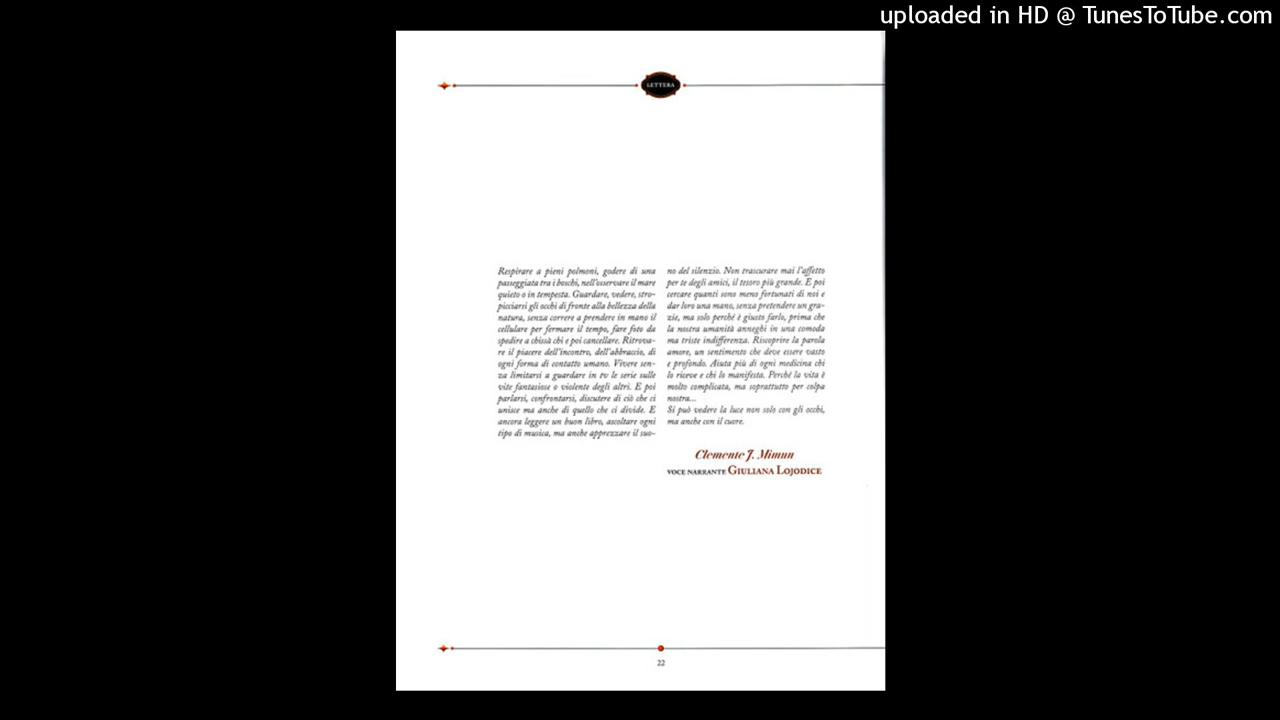 uploaded in HD @ TunesToTube.com
LETTERA
Respirare a pieni polmoni, godere di una
passeggiata tra i boschi, nell'osservare il mare
quieto o in tempesta. Guardare, vedere, stro-
picciarsi gli occhi di fronte alla bellezza della
natura, senza correre a prendere in mano il
cellulare per fermare il tempo, fare foto da
spedire a chissà chi e poi cancellare. Ritrova-
re il piacere dell'incontro, dell'abbraccio, di
ogni forma di contatto umano. Vivere sen-
za limitarsi a guardare in tv le serie sulle
vite fantasiose o violente degli altri. E poi
parlarsi, confrontarsi, discutere di ciò che ci
unisce ma anche di quello che ci divide. E
ancora leggere un buon libro, ascoltare ogni
tipo di musica, ma anche apprezzare il suo-
no del silenzio. Non trascurare mai l'affetto
per te degli amici, il tesoro più grande. E poi
cercare quanti sono meno fortunati di noi e
dar loro una mano, senza pretendere un gra-
zie, ma solo perché è giusto farlo, prima che
la nostra umanità anneghi in una comoda
ma triste indifferenza. Riscoprire la parola
amore, un sentimento che deve essere vasto
e profondo. Aiuta più di ogni medicina chi
lo riceve e chi lo manifesta. Perché la vita è
molto complicata, ma soprattutto per colpa
nostra...
Si può vedere la luce non solo con gli occhi,
ma anche con il cuore.
Clemente J. Mimun
VOCE NARRANTE GIULIANA LOJODICE
22